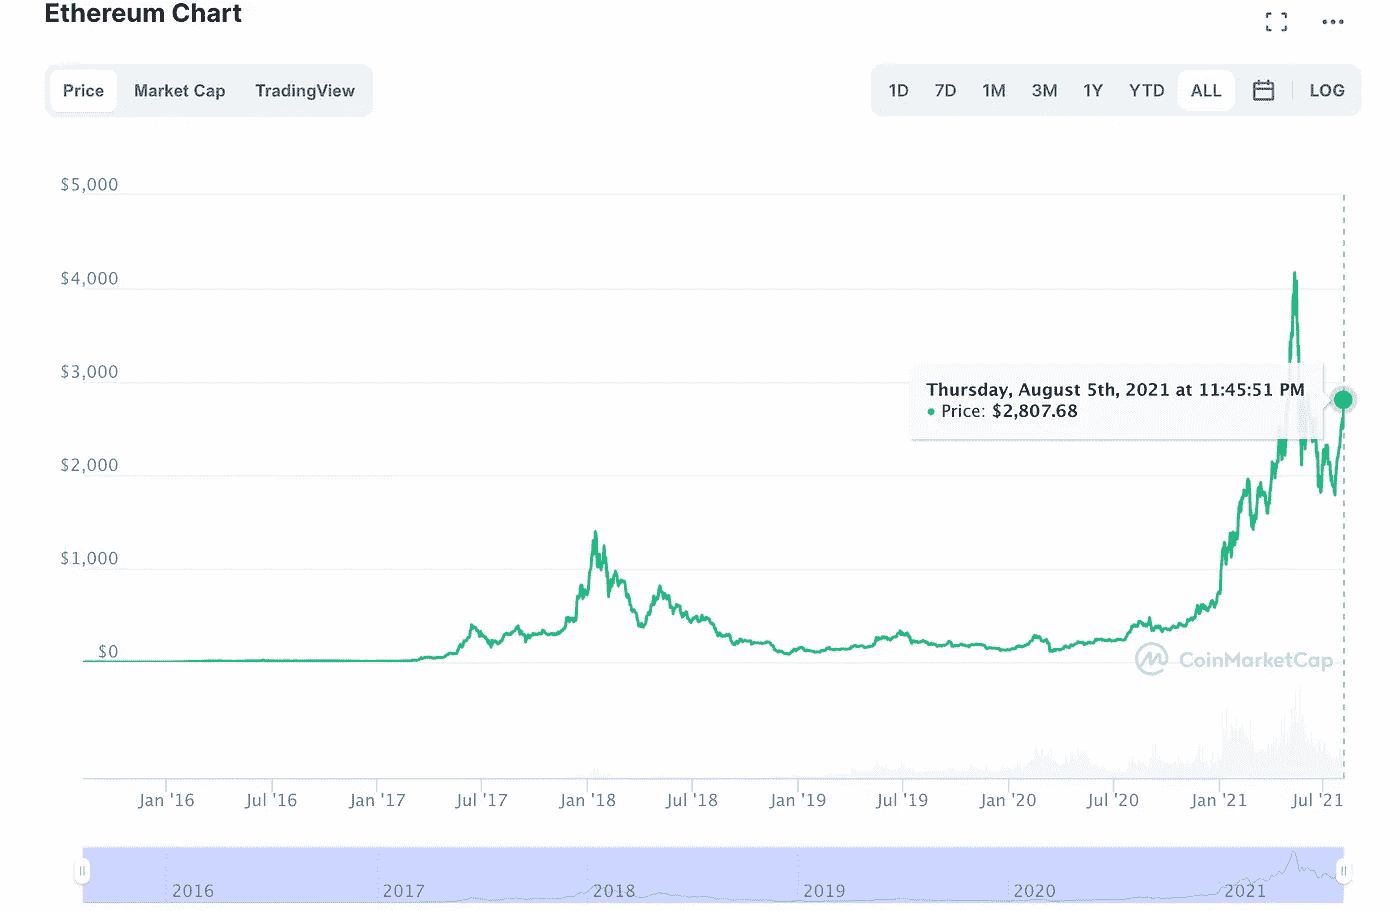 Ethereum Chart
Price Market Cap TradingView
1D 7D 1M 3M 1Y YTD ALL LOG
$5,000
$4,000
$3,000
Thursday, August 5th, 2021 at 11:45:51 PM
Price: $2,807.68
$2,000
$1,000
$0
CoinMarketCap
Jan '16 Jul '16 Jan '17 Jul '17 Jan '18 Jul '18 Jan '19 Jul '19 Jan '20 Jul '20 Jan '21 Jul '21
2016 2017 2018 2019 2020 2021